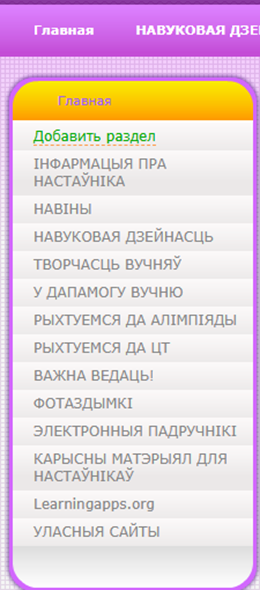 Главная НАВУКОВАЯ
Главная
Добавить раздел
ІНФАРМАЦЫЯ ПРА
НАСТАЎНІКА
НАВІНЫ
НАВУКОВАЯ ДЗЕЙНАСЦЬ
ТВОРЧАСЦЬ ВУЧНЯЎ
У ДАПАМОГУ ВУЧНЮ
РЫХТУЕМСЯ ДА АЛІМПІЯДЫ
РЫХТУЕМСЯ ДА ЦТ
ВАЖНА ВЕДАЦЬ!
ФОТАЗДЫМКІ
ЭЛЕКТРОННЫЯ ПАДРУЧНІКІ
КАРЫСНЫ МАТЭРЫЯЛ ДЛЯ
НАСТАЎНІКАЎ
Learningapps.org
УЛАСНЫЯ САЙТЫ